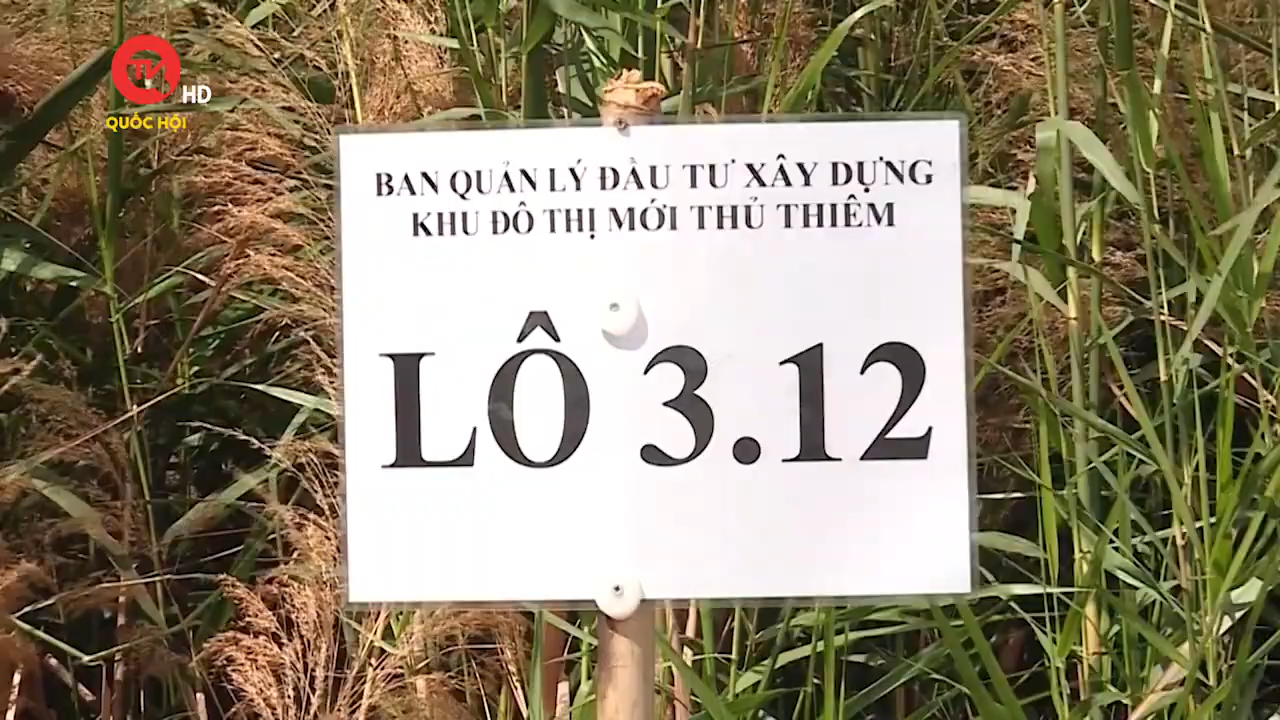 TV HD
QUỐC HỘI
BAN QUẢN LÝ ĐẦU TƯ XÂY DỰNG
KHU ĐÔ THỊ MỚI THỦ THIÊM
LÔ 3.12